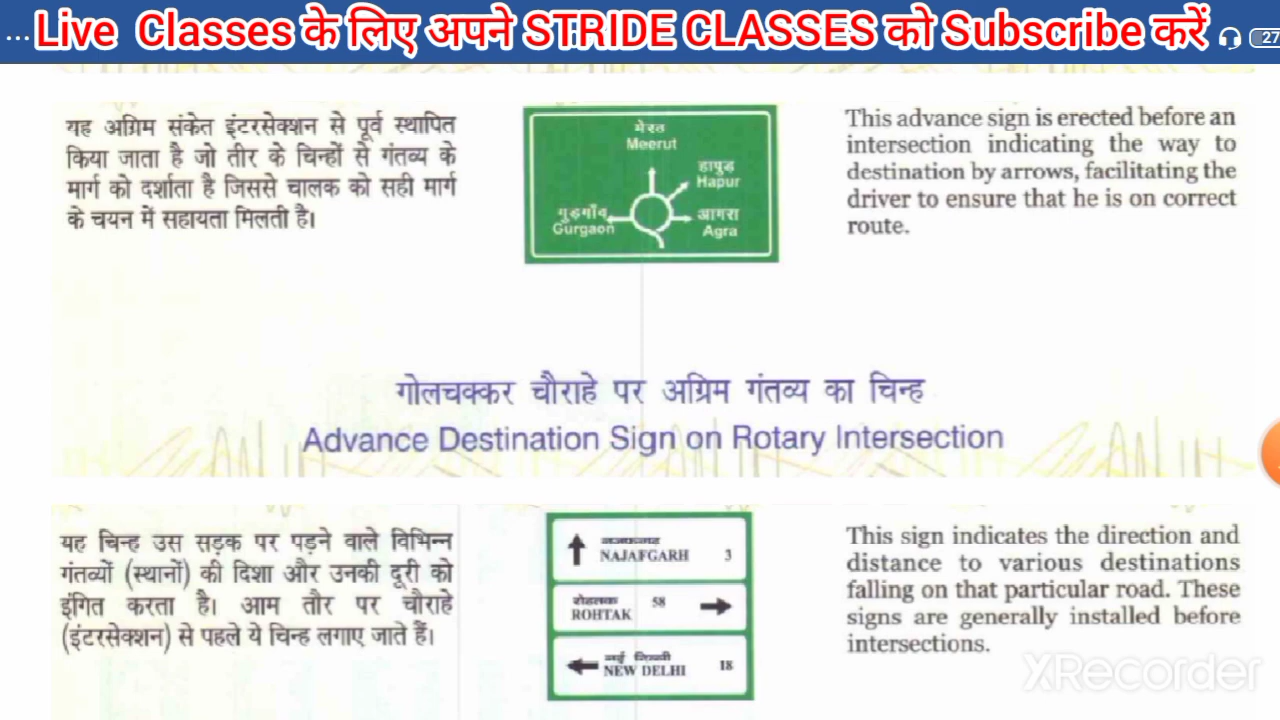 ... Live Classes के लिए अपने STRIDE CLASSES को Subscribe करें 27
यह अग्रिम संकेत इंटरसेक्शन से पूर्व स्थापित
किया जाता है जो तीर के चिन्हों से गंतव्य के
मार्ग को दर्शाता है जिससे चालक को सही मार्ग
के चयन में सहायता मिलती है।
मेरठ
Meerut
हापुड़
Hapur
गुड़गाँव
Gurgaon
आगरा
Agra
This advance sign is erected before an
intersection indicating the way to
destination by arrows, facilitating the
driver to ensure that he is on correct
route.
गोलचक्कर चौराहे पर अग्रिम गंतव्य का चिन्ह
Advance Destination Sign on Rotary Intersection
यह चिन्ह उस सड़क पर पड़ने वाले विभिन्न
गंतव्यों (स्थानों) की दिशा और उनकी दूरी को
इंगित करता है। आम तौर पर चौराहे
(इंटरसेक्शन) से पहले ये चिन्ह लगाए जाते हैं।
NAJAFGARH 3
रोहतक 58
ROHTAK
नई दिल्ली
NEW DELHI 18
This sign indicates the direction and
distance to various destinations
falling on that particular road. These
signs are generally installed before
intersections.
XRecorder